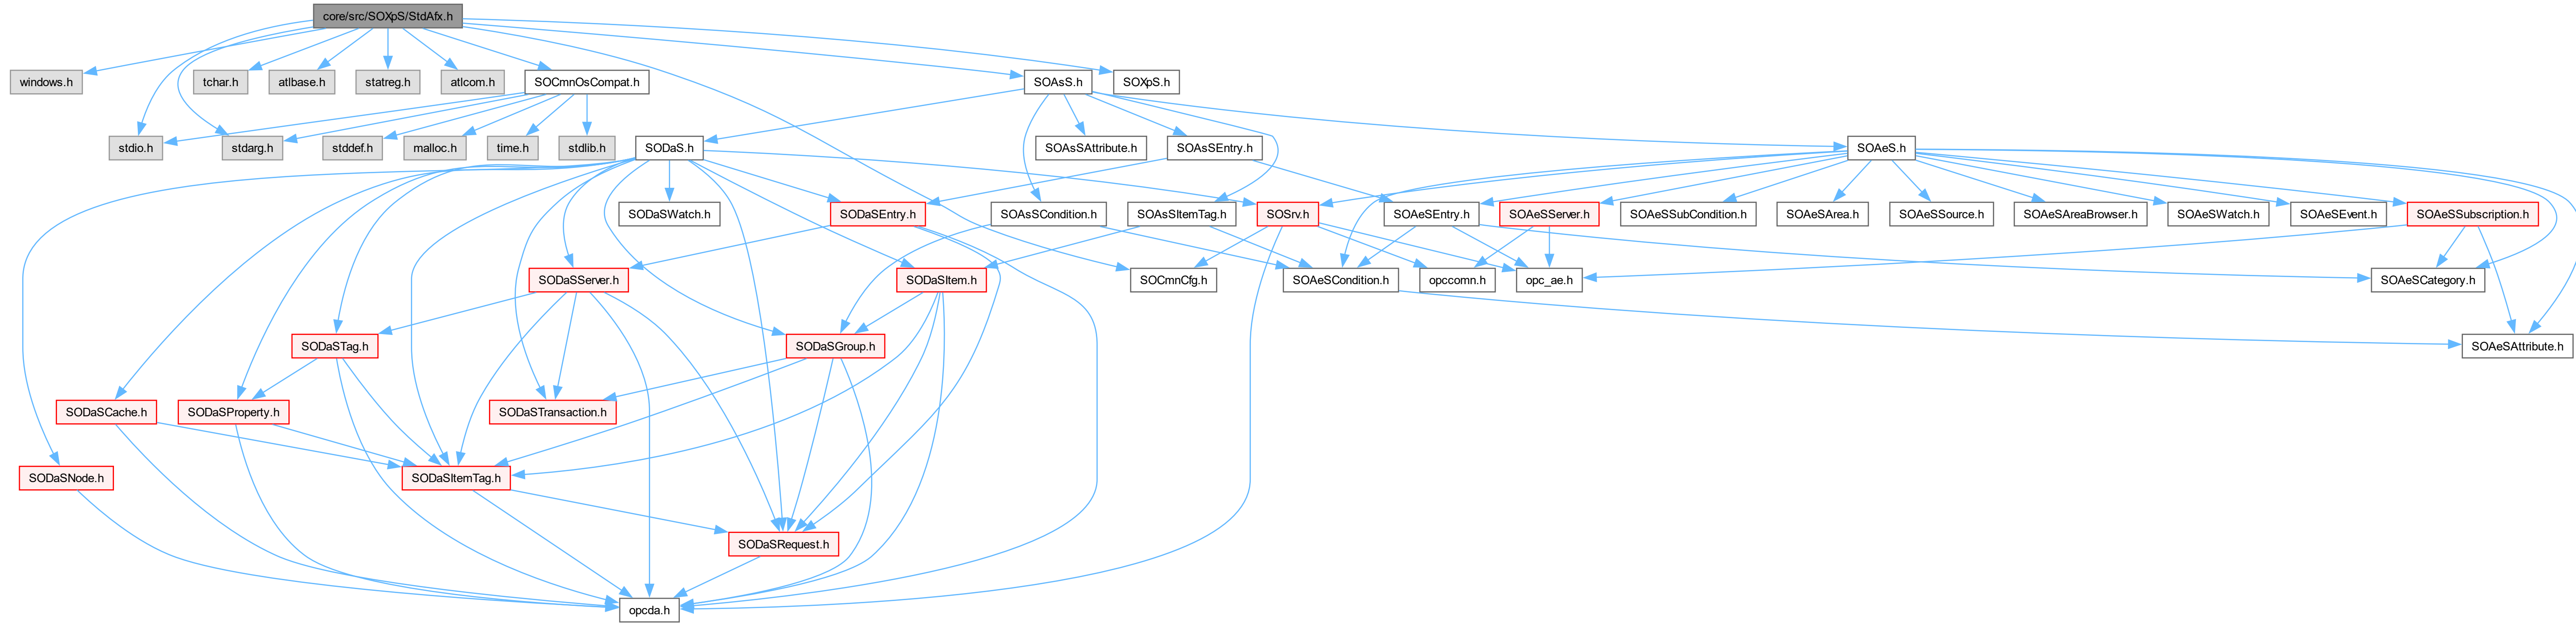 core/src/SOXpS/StdAfx.h
windows.h
tchar.h
atlbase.h
statreg.h
atlcom.h
SOCmnOsCompat.h
SOAsS.h
SOXpS.h
stdio.h
stdarg.h
stddef.h
malloc.h
time.h
stdlib.h
SODaS.h
SOAsSAttribute.h
SOAsSEntry.h
SOAeS.h
SODaSWatch.h
SODaSEntry.h
SOAsSCondition.h
SOAsSItemTag.h
SOSrv.h
SOAeSEntry.h
SOAeSServer.h
SOAeSSubCondition.h
SOAeSArea.h
SOAeSSource.h
SOAeSAreaBrowser.h
SOAeSWatch.h
SOAeSEvent.h
SOAeSSubscription.h
SODaSServer.h
SODaSItem.h
SOCmnCfg.h
SOAeSCondition.h
opccomn.h
opc_ae.h
SOAeSCategory.h
SODaSTag.h
SODaSGroup.h
SOAeSAttribute.h
SODaSCache.h
SODaSProperty.h
SODaSTransaction.h
SODaSNode.h
SODaSItemTag.h
SODaSRequest.h
opcda.h